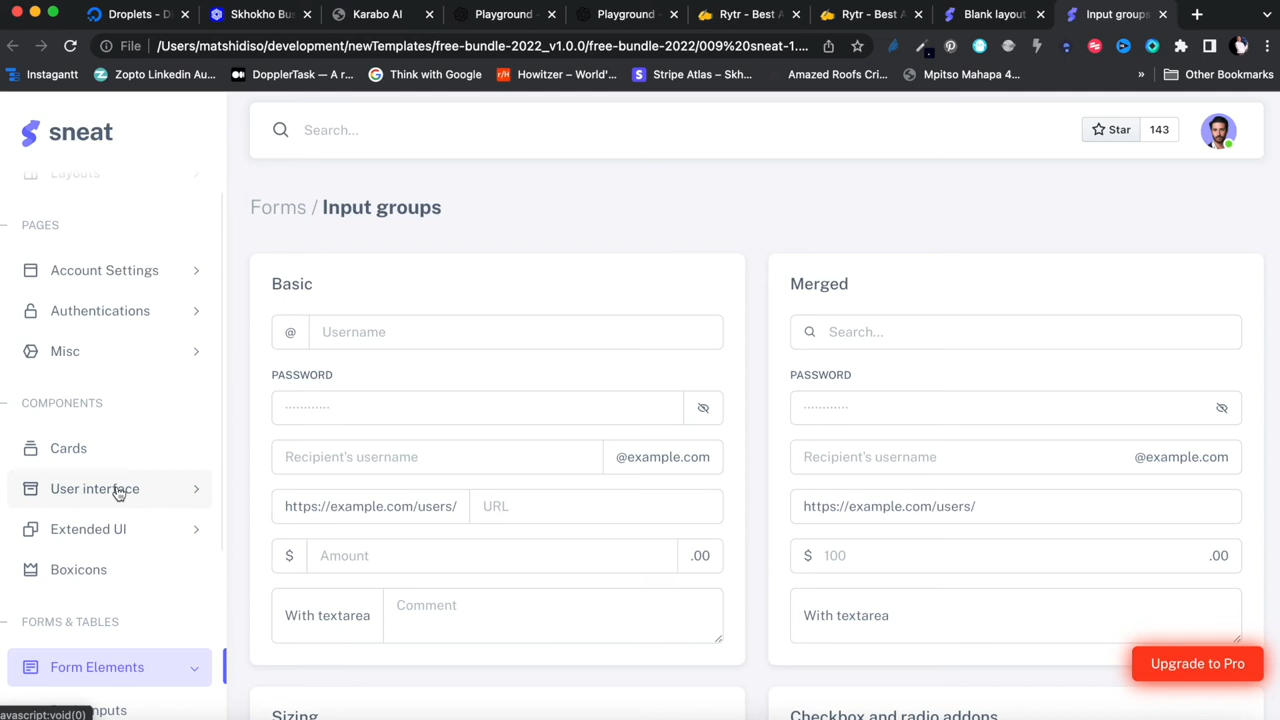 Droplets - D
Skhokho Bus
Karabo AI
Playground -
Playground -
Rytr - Best A
Rytr - Best A
Blank layout
Input groups
File
/Users/matshidiso/development/newTemplates/free-bundle-2022_v1.0.0/free-bundle-2022/009%20sneat-1....
Instagantt
Zopto Linkedin Au...
DopplerTask — A r...
Think with Google
Howitzer – World'...
Stripe Atlas – Skh...
Amzed Roofs Cri...
Mpitso Mahapa 4...
»
Other Bookmarks
sneat
Search...
Star
143
Layouts
PAGES
Account Settings
Authentications
Misc
COMPONENTS
Cards
User interface
Extended UI
Boxicons
FORMS & TABLES
Form Elements
nputs
avascript:void(0)
Forms / Input groups
Basic
@ Username
PASSWORD
············
Recipient's username @example.com
https://example.com/users/ URL
$ Amount .00
With textarea Comment
Sizing
Merged
Search...
PASSWORD
············
Recipient's username @example.com
https://example.com/users/
$ 100 .00
With textarea
Checkbox and radio addons
Upgrade to Pro